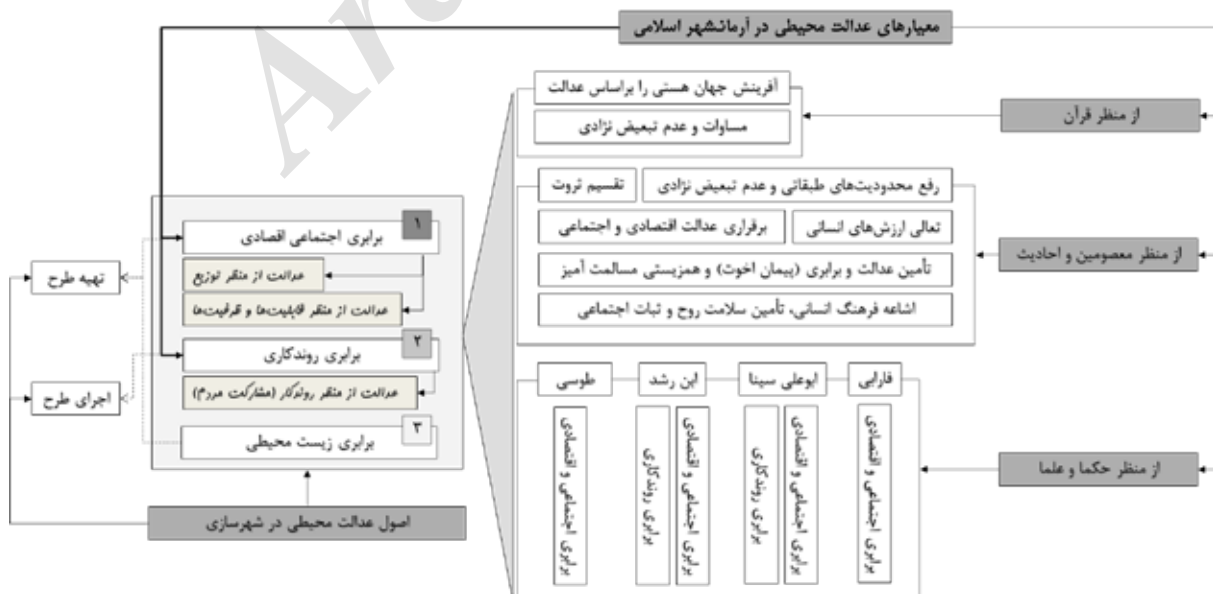 معیارهای عدالت محیطی در آرمانشهر اسلامی
از منظر قرآن
آفرینش جهان هستی را براساس عدالت
مساوات و عدم تبعیض نژادی
از منظر معصومین و احادیث
رفع محدودیت‌های طبقاتی و عدم تبعیض نژادی
تقسیم ثروت
تعالی ارزش‌های انسانی
برقراری عدالت اقتصادی و اجتماعی
تأمین عدالت و برابری (پیمان اخوت) و همزیستی مسالمت آمیز
اشاعه فرهنگ انسانی، تأمین سلامت روح و ثبات اجتماعی
از منظر حکما و علما
فارابی
ابوعلی سینا
ابن رشد
طوسی
برابری اجتماعی و اقتصادی
برابری اجتماعی و اقتصادی
برابری روندکاری
برابری اجتماعی و اقتصادی
برابری روندکاری
برابری اجتماعی و اقتصادی
۱
برابری اجتماعی اقصادی
عدالت از منظر توزیع
عدالت از منظر قابلیت‌ها و ظرفیت‌ها
۲
برابری روندکاری
عدالت از منظر روندکار (مشارکت مردم)
۳
برابری زیست محیطی
تهیه طرح
اجرای طرح
اصول عدالت محیطی در شهرسازی